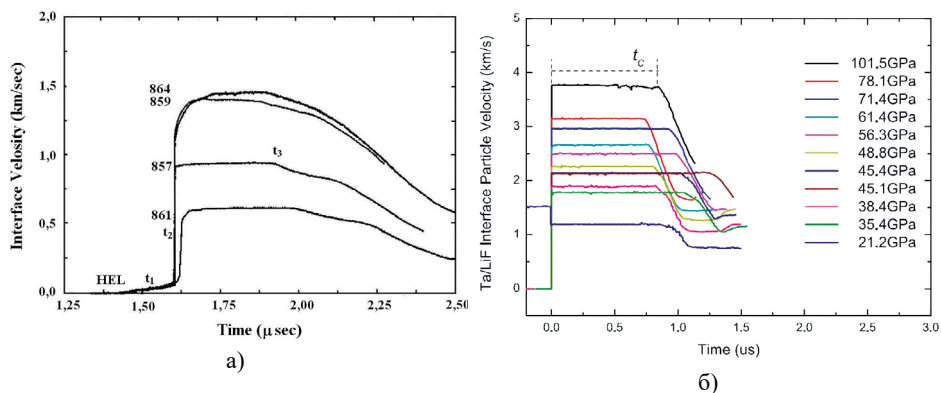 a)
2,0
1,5
1,0
0,5
0,0
Interface Velosity (km/sec)
864
859
857
t3
861
t2
HEL
t1
1,25
1,50
1,75
2,00
2,25
2,50
Time (μ sec)
а)
5
4
3
2
1
0
Ta/LiF Interface Particle Velocity (km/s)
tC
101.5GPa
78.1GPa
71.4GPa
61.4GPa
56.3GPa
48.8GPa
45.4GPa
45.1GPa
38.4GPa
35.4GPa
21.2GPa
0.0
0.5
1.0
1.5
2.0
2.5
3.0
Time (us)
б)